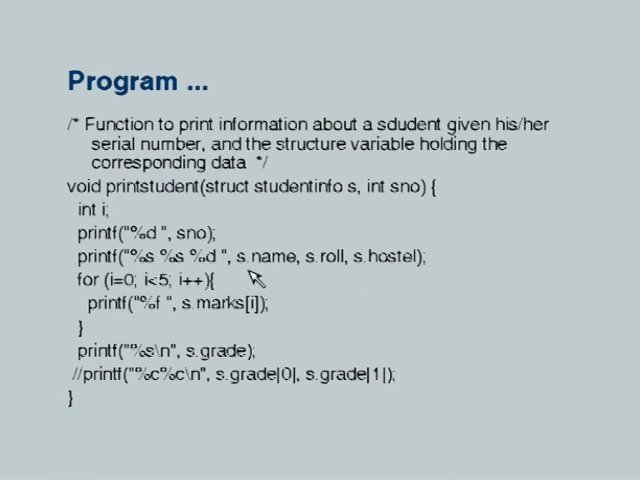 Program ...
/* Function to print information about a sdudent given his/her
serial number, and the structure variable holding the
corresponding data */
void printstudent(struct studentinfo s, int sno) {
int i;
printf("%d ", sno);
printf("%s %s %d ", s.name, s.roll, s.hostel);
for (i=0; i<5; i++){
printf("%f ", s.marks[i]);
}
printf("%s\n", s.grade);
//printf("%c%c\n", s.grade[0], s.grade[1]);
}